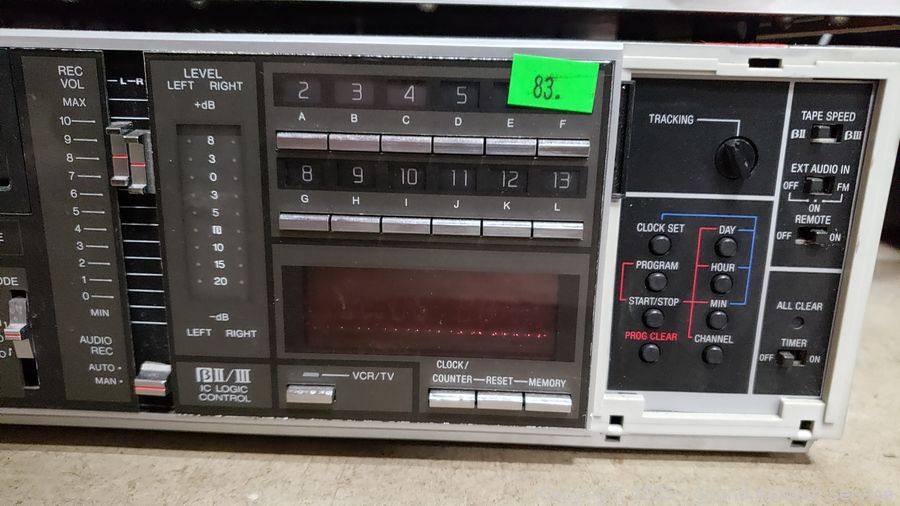 REC
VOL
MAX
10
9
8
7
6
5
4
3
2
1
0
MIN
AUDIO
REC
AUTO
MAN
L R
LEVEL
LEFT RIGHT
+dB
8
3
0
3
5
10
15
20
-dB
LEFT RIGHT
βII/III
IC LOGIC
CONTROL
2 3 4 5
83.
A B C D E F
8 9 10 11 12 13
G H I J K L
VCR/TV
CLOCK/
COUNTER RESET MEMORY
TRACKING
CLOCK SET DAY
PROGRAM HOUR
START/STOP MIN
PROG CLEAR CHANNEL
TAPE SPEED
βII βIII
EXT AUDIO IN
OFF FM
ON
REMOTE
OFF ON
ALL CLEAR
TIMER
OFF ON